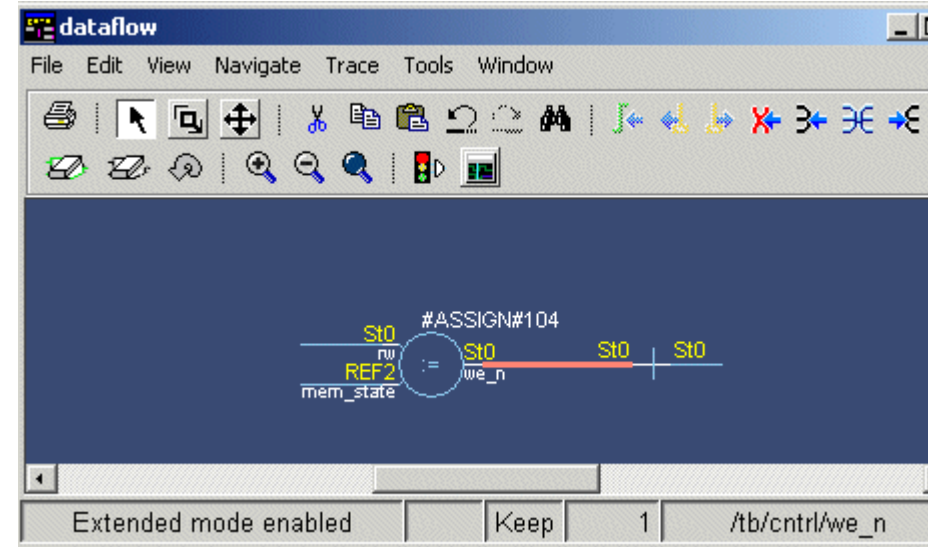 dataflow
File Edit View Navigate Trace Tools Window
#ASSIGN#104
St0
rw
REF2
mem_state
:=
St0
we_n
St0
St0
Extended mode enabled Keep 1 /tb/cntrl/we_n